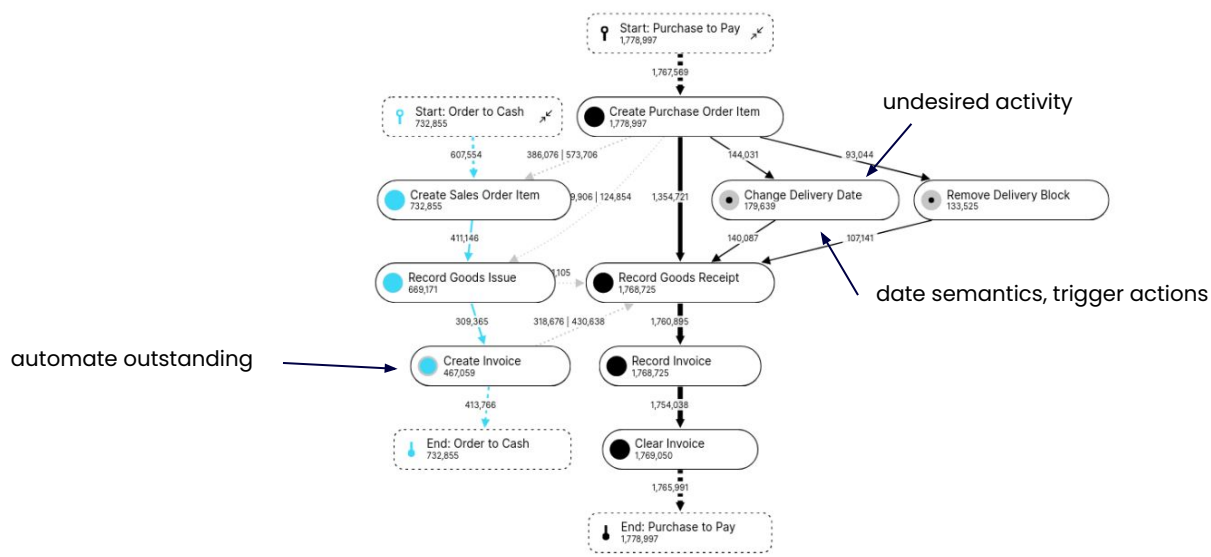 Start: Purchase to Pay
1,778,997
1,767,569
undesired activity
Start: Order to Cash
732,855
Create Purchase Order Item
1,778,997
607,554
386,076 | 573,706
144,031
93,044
Create Sales Order Item
732,855
9,906 | 124,854
1,354,721
Change Delivery Date
179,639
Remove Delivery Block
133,525
411,146
140,087
107,141
Record Goods Issue
669,171
,105
Record Goods Receipt
1,768,725
date semantics, trigger actions
309,365
318,676 | 430,638
1,760,895
automate outstanding
Create Invoice
467,059
Record Invoice
1,768,725
413,766
1,754,038
End: Order to Cash
732,855
Clear Invoice
1,769,050
1,765,991
End: Purchase to Pay
1,778,997